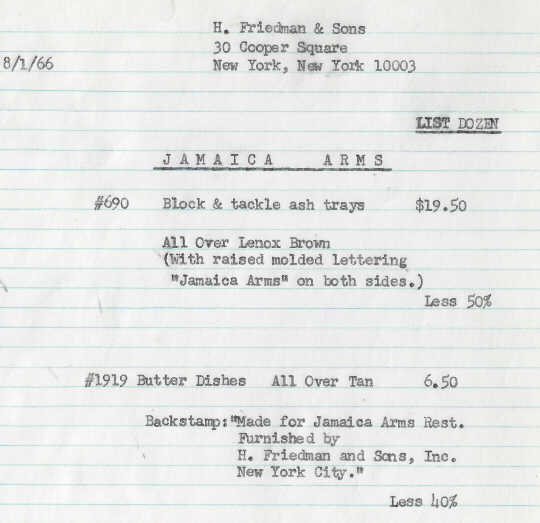 H. Friedman & Sons
30 Cooper Square
8/1/66 New York, New York 10003
LIST DOZEN
JAMAICA ARMS
#690 Block & tackle ash trays $19.50
All Over Lenox Brown
(With raised molded lettering
"Jamaica Arms" on both sides.)
Less 50%
#1919 Butter Dishes All Over Tan 6.50
Backstamp:"Made for Jamaica Arms Rest.
Furnished by
H. Friedman and Sons, Inc.
New York City."
Less 40%